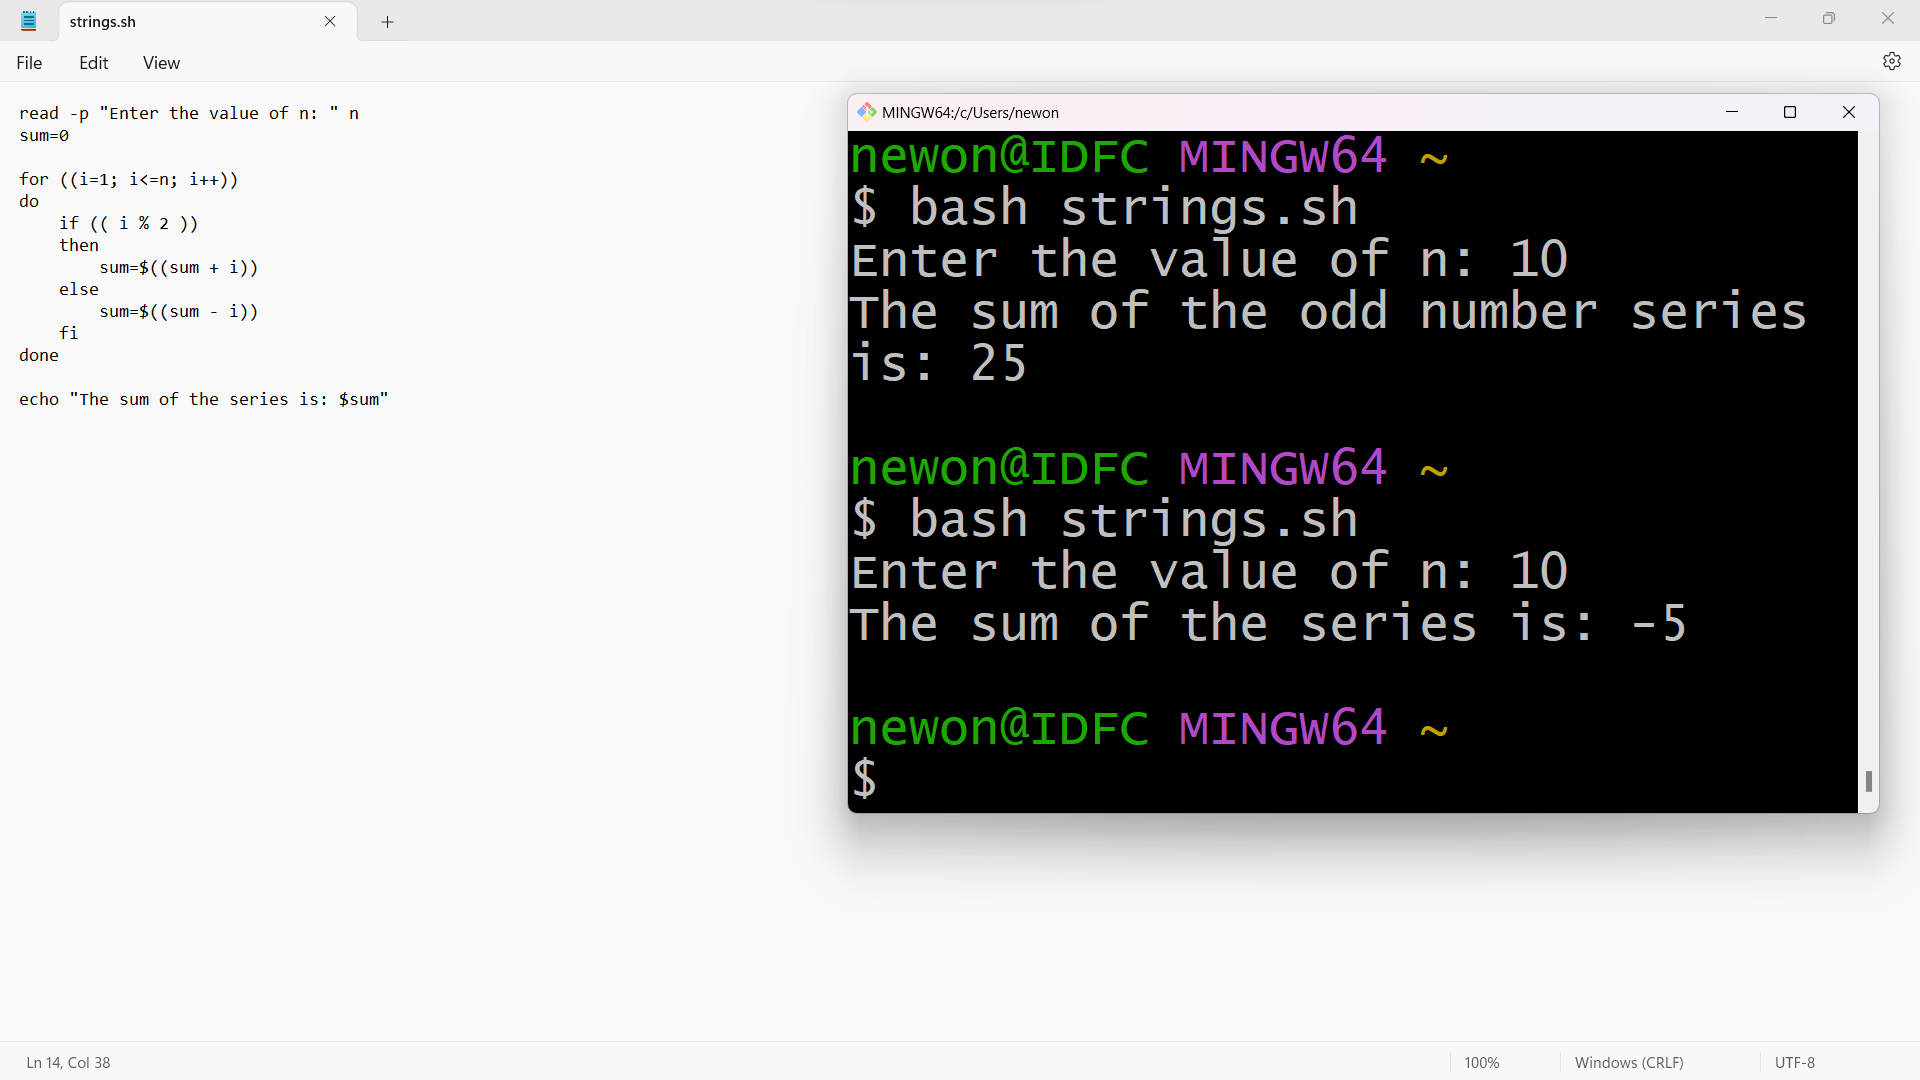 strings.sh
File Edit View
read -p "Enter the value of n: " n
sum=0
for ((i=1; i<=n; i++))
do
    if (( i % 2 ))
    then
        sum=$((sum + i))
    else
        sum=$((sum - i))
    fi
done
echo "The sum of the series is: $sum"
MINGW64:/c/Users/newon
newon@IDFC MINGW64 ~
$ bash strings.sh
Enter the value of n: 10
The sum of the odd number series
is: 25
newon@IDFC MINGW64 ~
$ bash strings.sh
Enter the value of n: 10
The sum of the series is: -5
newon@IDFC MINGW64 ~
$
Ln 14, Col 38 100% Windows (CRLF) UTF-8